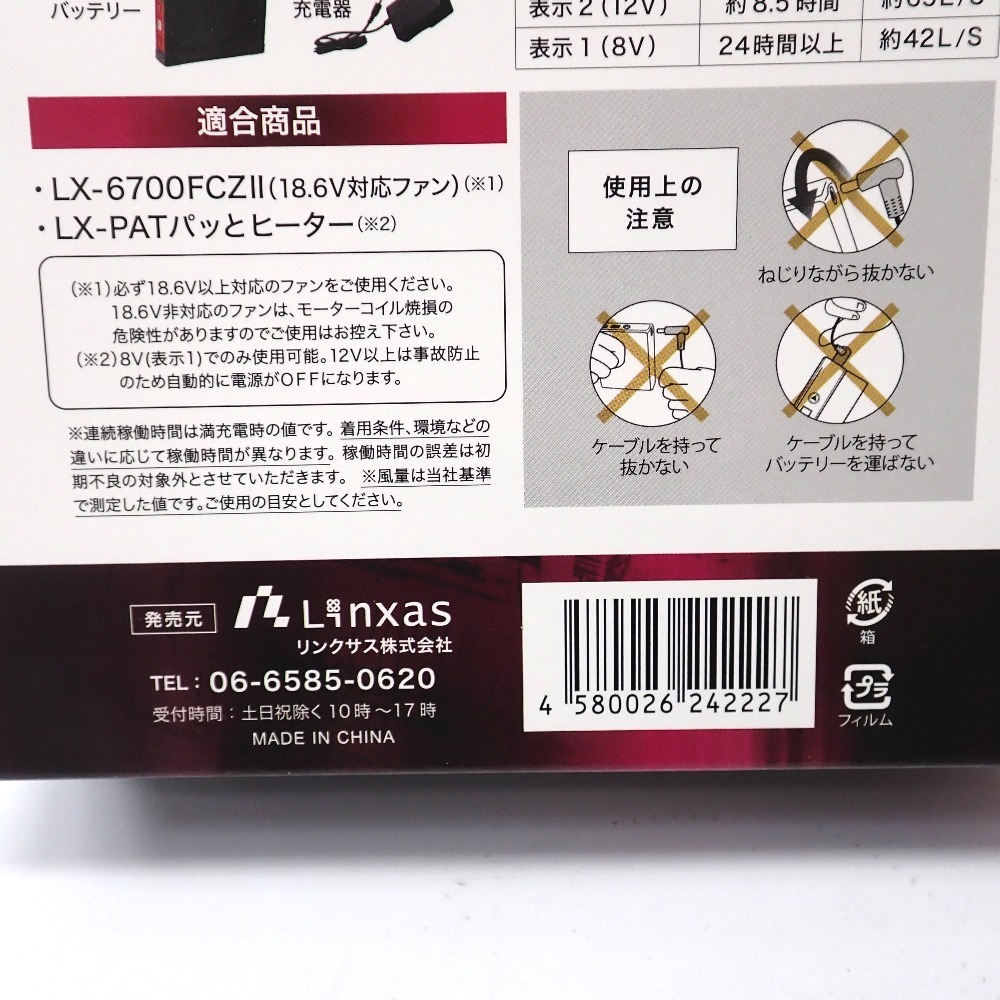 バッテリー
充電器
表示2(12V) 約8.5時間
表示1(8V) 24時間以上 約42L/S
適合商品
・LX-6700FCZII(18.6V対応ファン)(※1)
・LX-PATパッとヒーター(※2)
(※1)必ず18.6V以上対応のファンをご使用ください。
18.6V非対応のファンは、モーターコイル焼損の
危険性がありますのでご使用はお控え下さい。
(※2)8V(表示1)でのみ使用可能。12V以上は事故防止
のため自動的に電源がOFFになります。
※連続稼働時間は満充電時の値です。着用条件、環境などの
違いに応じて稼働時間が異なります。稼働時間の誤差は初
期不良の対象外とさせていただきます。 ※風量は当社基準
で測定した値です。ご使用の目安としてください。
使用上の
注意
ねじりながら抜かない
ケーブルを持って
抜かない
ケーブルを持って
バッテリーを運ばない
発売元
Linxas
リンクサス株式会社
TEL: 06-6585-0620
受付時間:土日祝除く10時～17時
MADE IN CHINA
4 580026 242227
紙
箱
プラ
フィルム